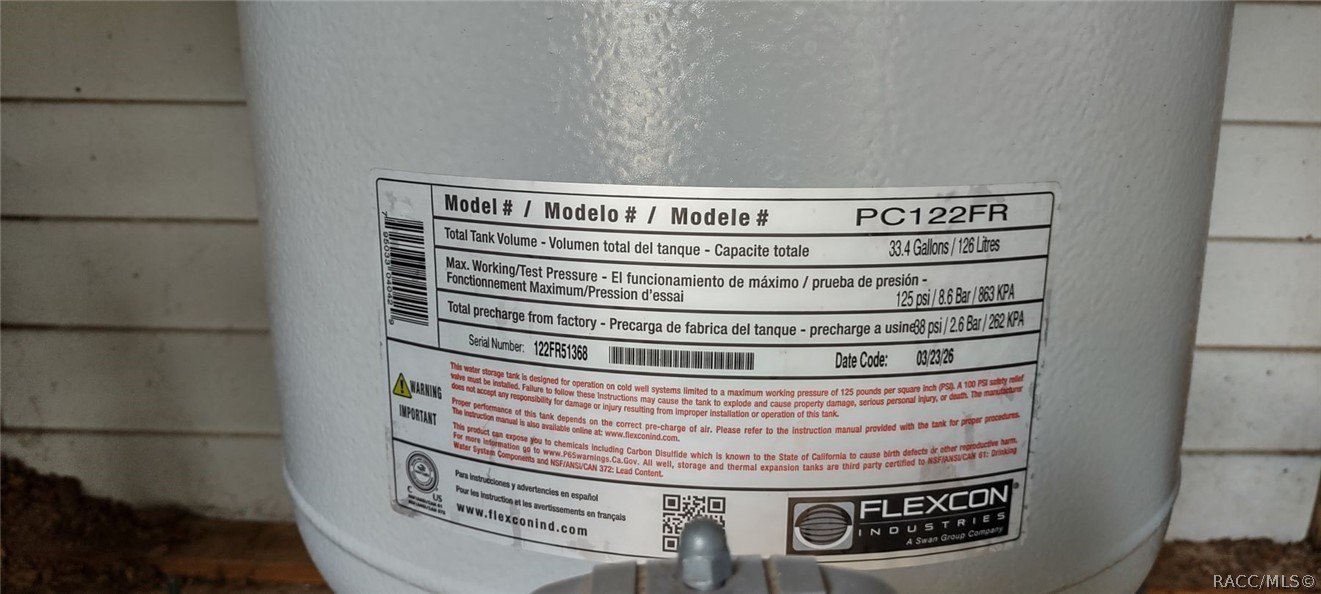 Model # / Modelo # / Modele # PC122FR
Total Tank Volume - Volumen total del tanque - Capacite totale 33.4 Gallons / 126 Litres
Max. Working/Test Pressure - El funcionamiento de máximo / prueba de presión -
Fonctionnement Maximum/Pression d'essai 125 psi / 8.6 Bar / 863 KPA
Total precharge from factory - Precarga de fabrica del tanque - precharge a usine 38 psi / 2.6 Bar / 262 KPA
Serial Number: 122FR51368 Date Code: 03/23/26
WARNING
IMPORTANT
This water storage tank is designed for operation on cold well systems limited to a maximum working pressure of 125 pounds per square inch (PSI). A 100 PSI safety relief
valve must be installed. Failure to follow these instructions may cause the tank to explode and cause property damage, serious personal injury, or death. The manufacturer
does not accept any responsibility for damage or injury resulting from improper installation or operation of this tank.
Proper performance of this tank depends on the correct pre-charge of air. Please refer to the instruction manual provided with the tank for proper procedures.
The instruction manual is also available online at: www.flexconind.com.
This product can expose you to chemicals including Carbon Disulfide which is known to the State of California to cause birth defects or other reproductive harm.
For more information go to www.P65warnings.Ca.Gov. All well, storage and thermal expansion tanks are third party certified to NSF/ANSI/CAN 61: Drinking
Water System Components and NSF/ANSI/CAN 372: Lead Content.
C US
Para instrucciones y advertencias en español
Pour les instruction et les avertissements en français
www.flexconind.com
FLEXCON®
INDUSTRIES
A Swan Group Company
RACC/MLS©